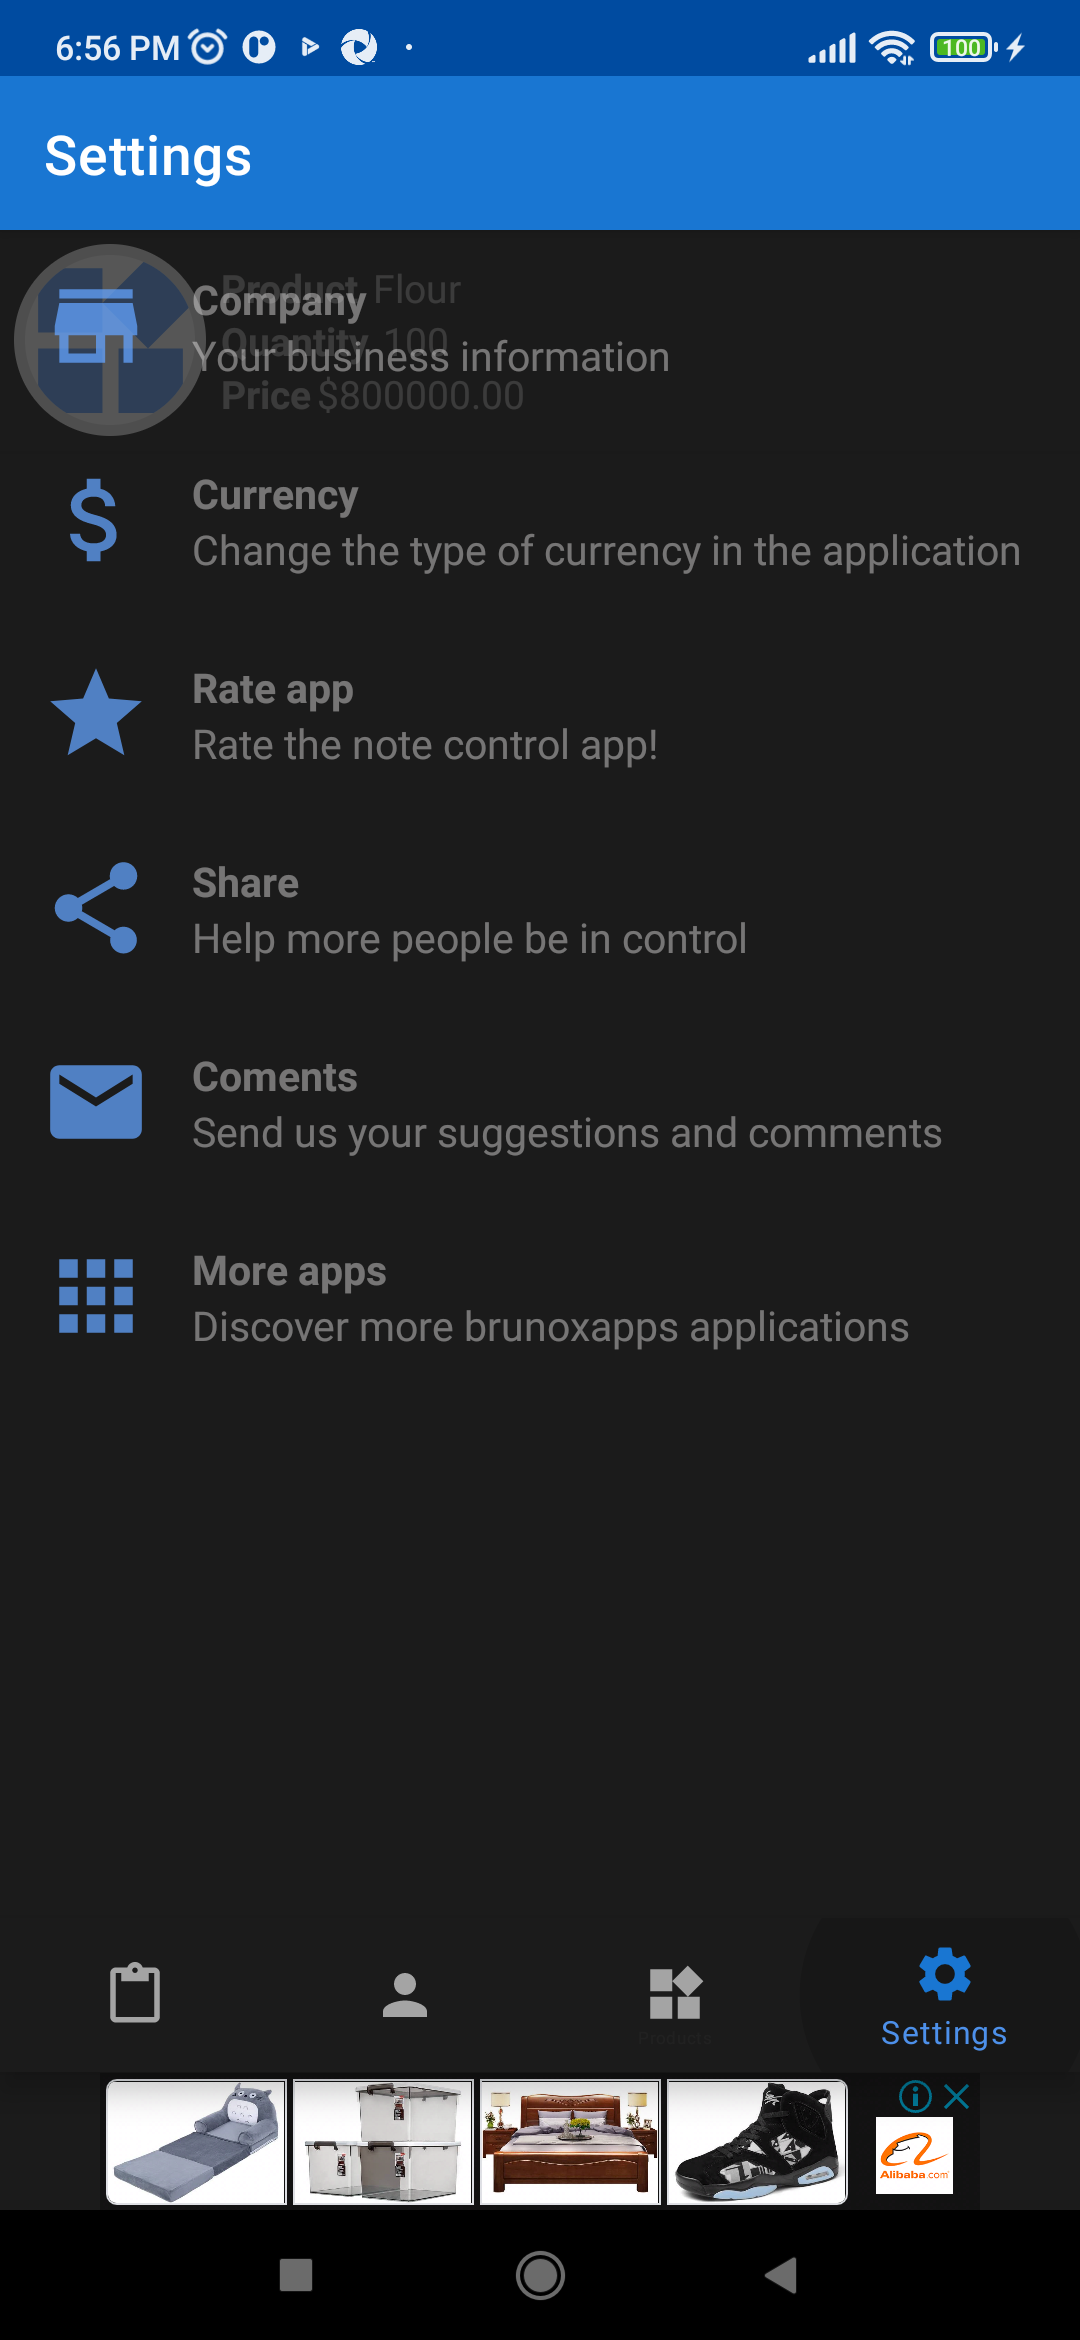 6:56 PM
100
Settings
Product Flour
Company
Quantity 100
Your business information
Price $800000.00
Currency
Change the type of currency in the application
Rate app
Rate the note control app!
Share
Help more people be in control
Coments
Send us your suggestions and comments
More apps
Discover more brunoxapps applications
Products
Settings
Alibaba.com